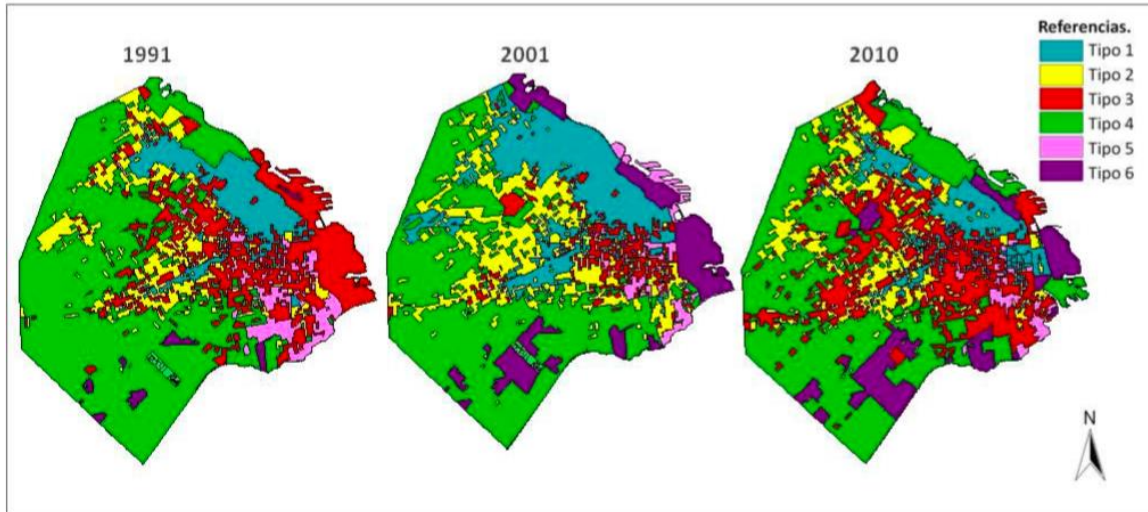 1991
2001
2010
Referencias.
Tipo 1
Tipo 2
Tipo 3
Tipo 4
Tipo 5
Tipo 6
N